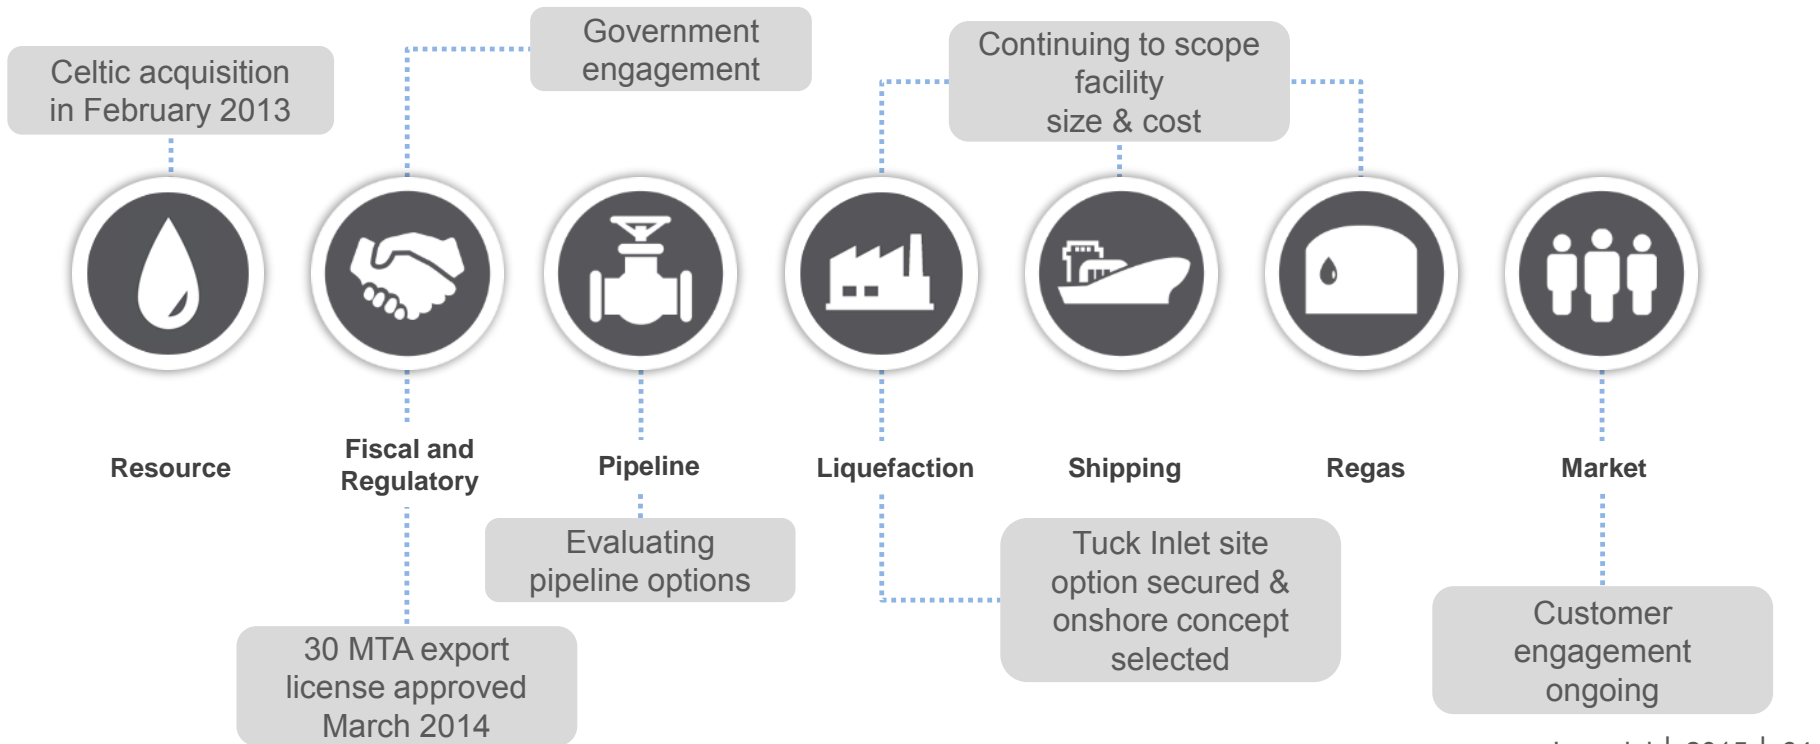 Celtic acquisition
in February 2013
Government
engagement
Continuing to scope
facility
size & cost
Resource
Fiscal and
Regulatory
Pipeline
Liquefaction
Shipping
Regas
Market
Evaluating
pipeline options
30 MTA export
license approved
March 2014
Tuck Inlet site
option secured &
onshore concept
selected
Customer
engagement
ongoing